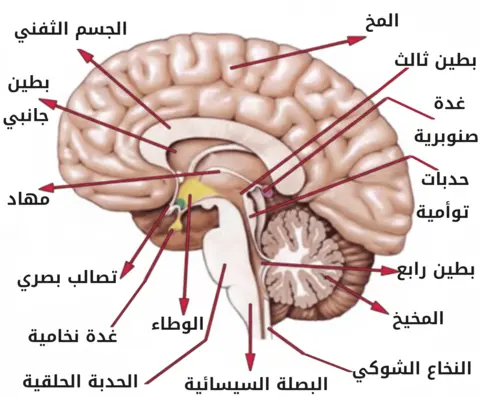 الجسم الثفني
المخ
بطين ثالث
بطين
جانبي
غدة
صنوبرية
مهاد
حدبات
توأمية
تصالب بصري
بطين رابع
الوطاء
المخيخ
غدة نخامية
النخاع الشوكي
الحدبة الحلقية
البصلة السيسائية